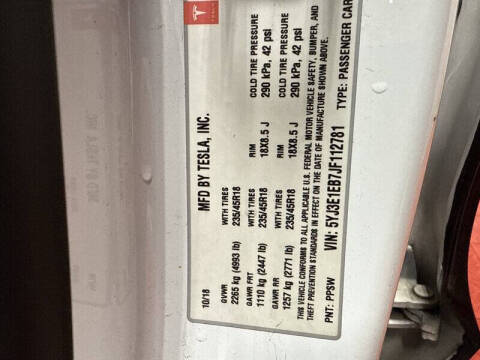 MFD BY TESLA, INC.
10/18
GVWR WITH TIRES RIM COLD TIRE PRESSURE
2265 kg (4993 lb) 235/45R18 18X8.5 J 290 kPa, 42 psi
GAWR FRT WITH TIRES RIM COLD TIRE PRESSURE
1110 kg (2447 lb) 235/45R18 18X8.5 J 290 kPa, 42 psi
GAWR RR WITH TIRES RIM COLD TIRE PRESSURE
1257 kg (2771 lb) 235/45R18 18X8.5 J 290 kPa, 42 psi
THIS VEHICLE CONFORMS TO ALL APPLICABLE U.S. FEDERAL MOTOR VEHICLE SAFETY, BUMPER, AND
THEFT PREVENTION STANDARDS IN EFFECT ON THE DATE OF MANUFACTURE SHOWN ABOVE.
PNT: PPSW VIN: 5YJ3E1EB7JF112781 TYPE: PASSENGER CAR